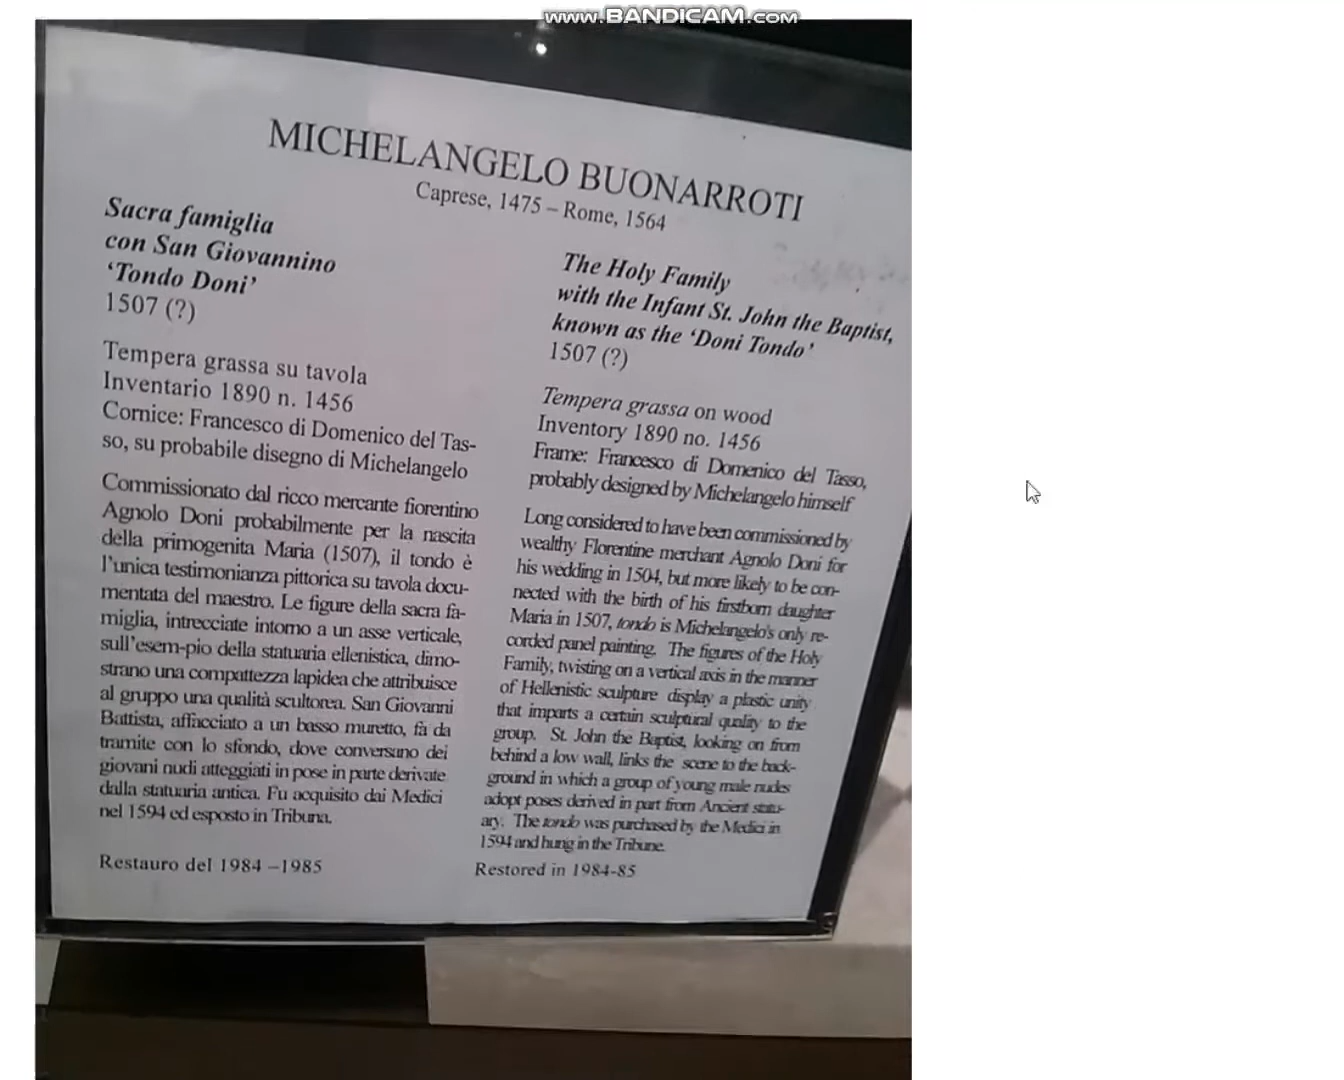 www.BANDICAM.com
MICHELANGELO BUONARROTI
Caprese, 1475 – Rome, 1564
Sacra famiglia
con San Giovannino
‘Tondo Doni’
1507 (?)
Tempera grassa su tavola
Inventario 1890 n. 1456
Cornice: Francesco di Domenico del Tas-
so, su probabile disegno di Michelangelo
Commissionato dal ricco mercante fiorentino
Agnolo Doni probabilmente per la nascita
della primogenita Maria (1507), il tondo è
l’unica testimonianza pittorica su tavola docu-
mentata del maestro. Le figure della sacra fa-
miglia, intrecciate intorno a un asse verticale,
sull’esem-pio della statuaria ellenistica, dimo-
strano una compattezza lapidea che attribuisce
al gruppo una qualità scultorea. San Giovanni
Battista, affacciato a un basso muretto, fa da
tramite con lo sfondo, dove conversano dei
giovani nudi atteggiati in pose in parte derivate
dalla statuaria antica. Fu acquisito dai Medici
nel 1594 ed esposto in Tribuna.
Restauro del 1984 –1985
The Holy Family
with the Infant St. John the Baptist,
known as the ‘Doni Tondo’
1507 (?)
Tempera grassa on wood
Inventory 1890 no. 1456
Frame: Francesco di Domenico del Tasso,
probably designed by Michelangelo himself
Long considered to have been commissioned by
wealthy Florentine merchant Agnolo Doni for
his wedding in 1504, but more likely to be con-
nected with the birth of his firstborn daughter
Maria in 1507, tondo is Michelangelo's only re-
corded panel painting. The figures of the Holy
Family, twisting on a vertical axis in the manner
of Hellenistic sculpture display a plastic unity
that imparts a certain sculptural quality to the
group. St. John the Baptist, looking on from
behind a low wall, links the scene to the back-
ground in which a group of young male nudes
adopt poses derived in part from Ancient statu-
ary. The tondo was purchased by the Medici in
1594 and hung in the Tribune.
Restored in 1984-85